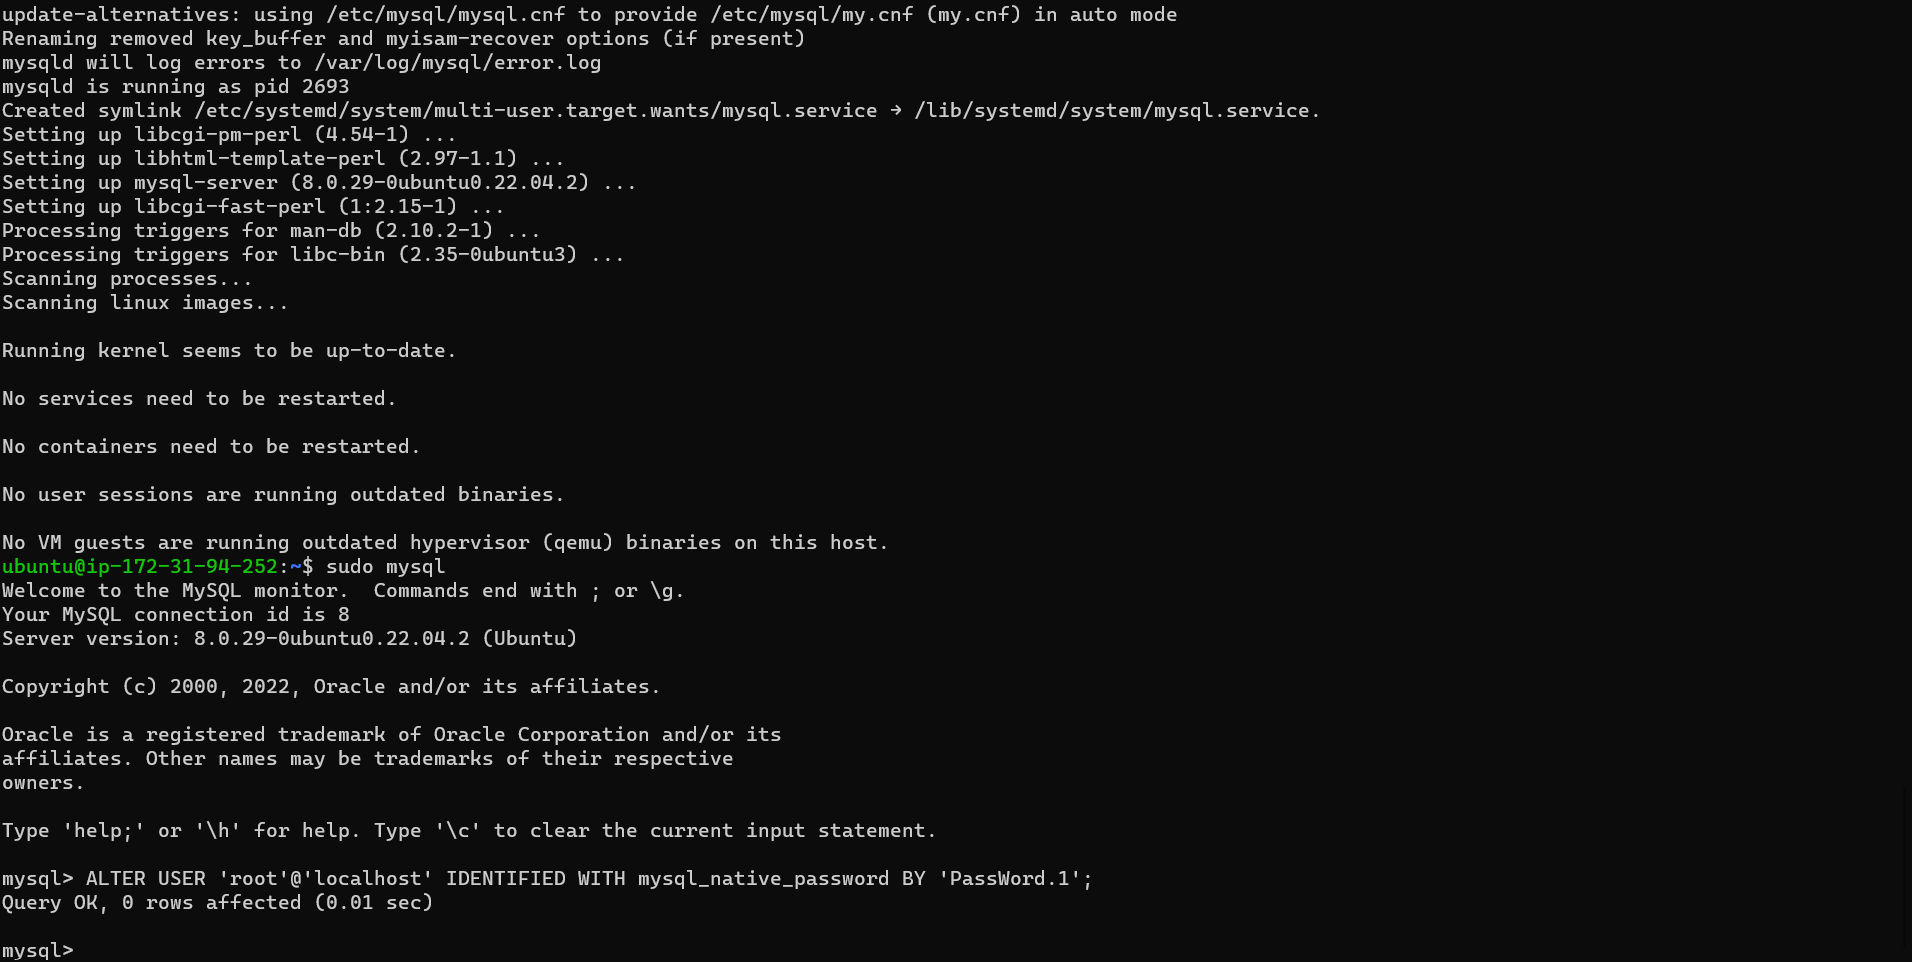 update-alternatives: using /etc/mysql/mysql.cnf to provide /etc/mysql/my.cnf (my.cnf) in auto mode
Renaming removed key_buffer and myisam-recover options (if present)
mysqld will log errors to /var/log/mysql/error.log
mysqld is running as pid 2693
Created symlink /etc/systemd/system/multi-user.target.wants/mysql.service → /lib/systemd/system/mysql.service.
Setting up libcgi-pm-perl (4.54-1) ...
Setting up libhtml-template-perl (2.97-1.1) ...
Setting up mysql-server (8.0.29-0ubuntu0.22.04.2) ...
Setting up libcgi-fast-perl (1:2.15-1) ...
Processing triggers for man-db (2.10.2-1) ...
Processing triggers for libc-bin (2.35-0ubuntu3) ...
Scanning processes...
Scanning linux images...

Running kernel seems to be up-to-date.

No services need to be restarted.

No containers need to be restarted.

No user sessions are running outdated binaries.

No VM guests are running outdated hypervisor (qemu) binaries on this host.
ubuntu@ip-172-31-94-252:~$ sudo mysql
Welcome to the MySQL monitor.  Commands end with ; or \g.
Your MySQL connection id is 8
Server version: 8.0.29-0ubuntu0.22.04.2 (Ubuntu)

Copyright (c) 2000, 2022, Oracle and/or its affiliates.

Oracle is a registered trademark of Oracle Corporation and/or its
affiliates. Other names may be trademarks of their respective
owners.

Type 'help;' or '\h' for help. Type '\c' to clear the current input statement.

mysql> ALTER USER 'root'@'localhost' IDENTIFIED WITH mysql_native_password BY 'PassWord.1';
Query OK, 0 rows affected (0.01 sec)

mysql>